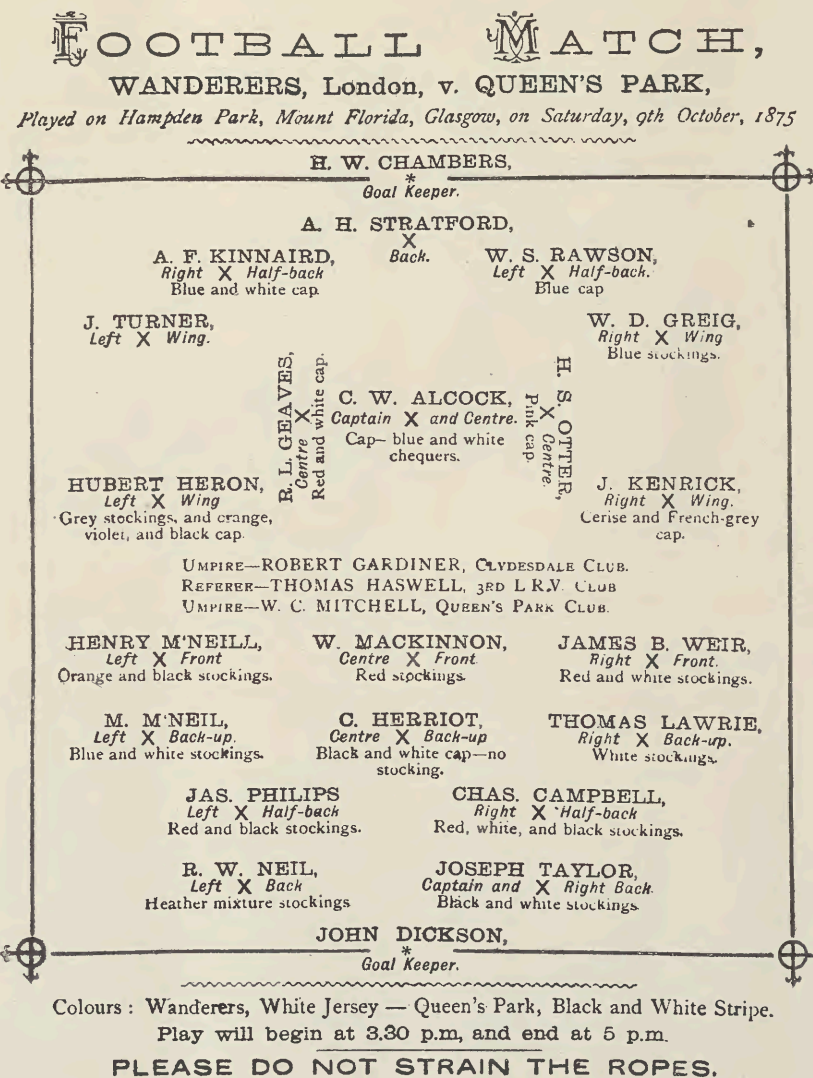 FOOTBALL MATCH,
WANDERERS, London, v. QUEEN'S PARK,
Played on Hampden Park, Mount Florida, Glasgow, on Saturday, 9th October, 1875
H. W. CHAMBERS,
*
Goal Keeper.
A. H. STRATFORD,
X
Back.
A. F. KINNAIRD,
Right X Half-back
Blue and white cap.
W. S. RAWSON,
Left X Half-back.
Blue cap
J. TURNER,
Left X Wing.
W. D. GREIG,
Right X Wing
Blue stockings.
R. L. GEAVES,
Centre X
Red and white cap.
C. W. ALCOCK,
Captain X and Centre.
Cap— blue and white
chequers.
H. S. OTTER,
X Centre.
Pink cap.
HUBERT HERON,
Left X Wing
Grey stockings, and orange,
violet, and black cap.
J. KENRICK,
Right X Wing.
Cerise and French-grey
cap.
UMPIRE—ROBERT GARDINER, CLYDESDALE CLUB.
REFEREE—THOMAS HASWELL, 3RD L R.V. CLUB
UMPIRE—W. C. MITCHELL, QUEEN'S PARK CLUB.
HENRY M'NEILL,
Left X Front
Orange and black stockings.
W. MACKINNON,
Centre X Front
Red stockings.
JAMES B. WEIR,
Right X Front.
Red and white stockings.
M. M'NEIL,
Left X Back-up.
Blue and white stockings.
C. HERRIOT,
Centre X Back-up
Black and white cap—no
stocking.
THOMAS LAWRIE,
Right X Back-up.
White stockings.
JAS. PHILIPS
Left X Half-back
Red and black stockings.
CHAS. CAMPBELL,
Right X Half-back
Red, white, and black stockings.
R. W. NEIL,
Left X Back
Heather mixture stockings
JOSEPH TAYLOR,
Captain and X Right Back.
Black and white stockings.
JOHN DICKSON,
*
Goal Keeper.
Colours : Wanderers, White Jersey — Queen's Park, Black and White Stripe.
Play will begin at 3.30 p.m, and end at 5 p.m.
PLEASE DO NOT STRAIN THE ROPES.